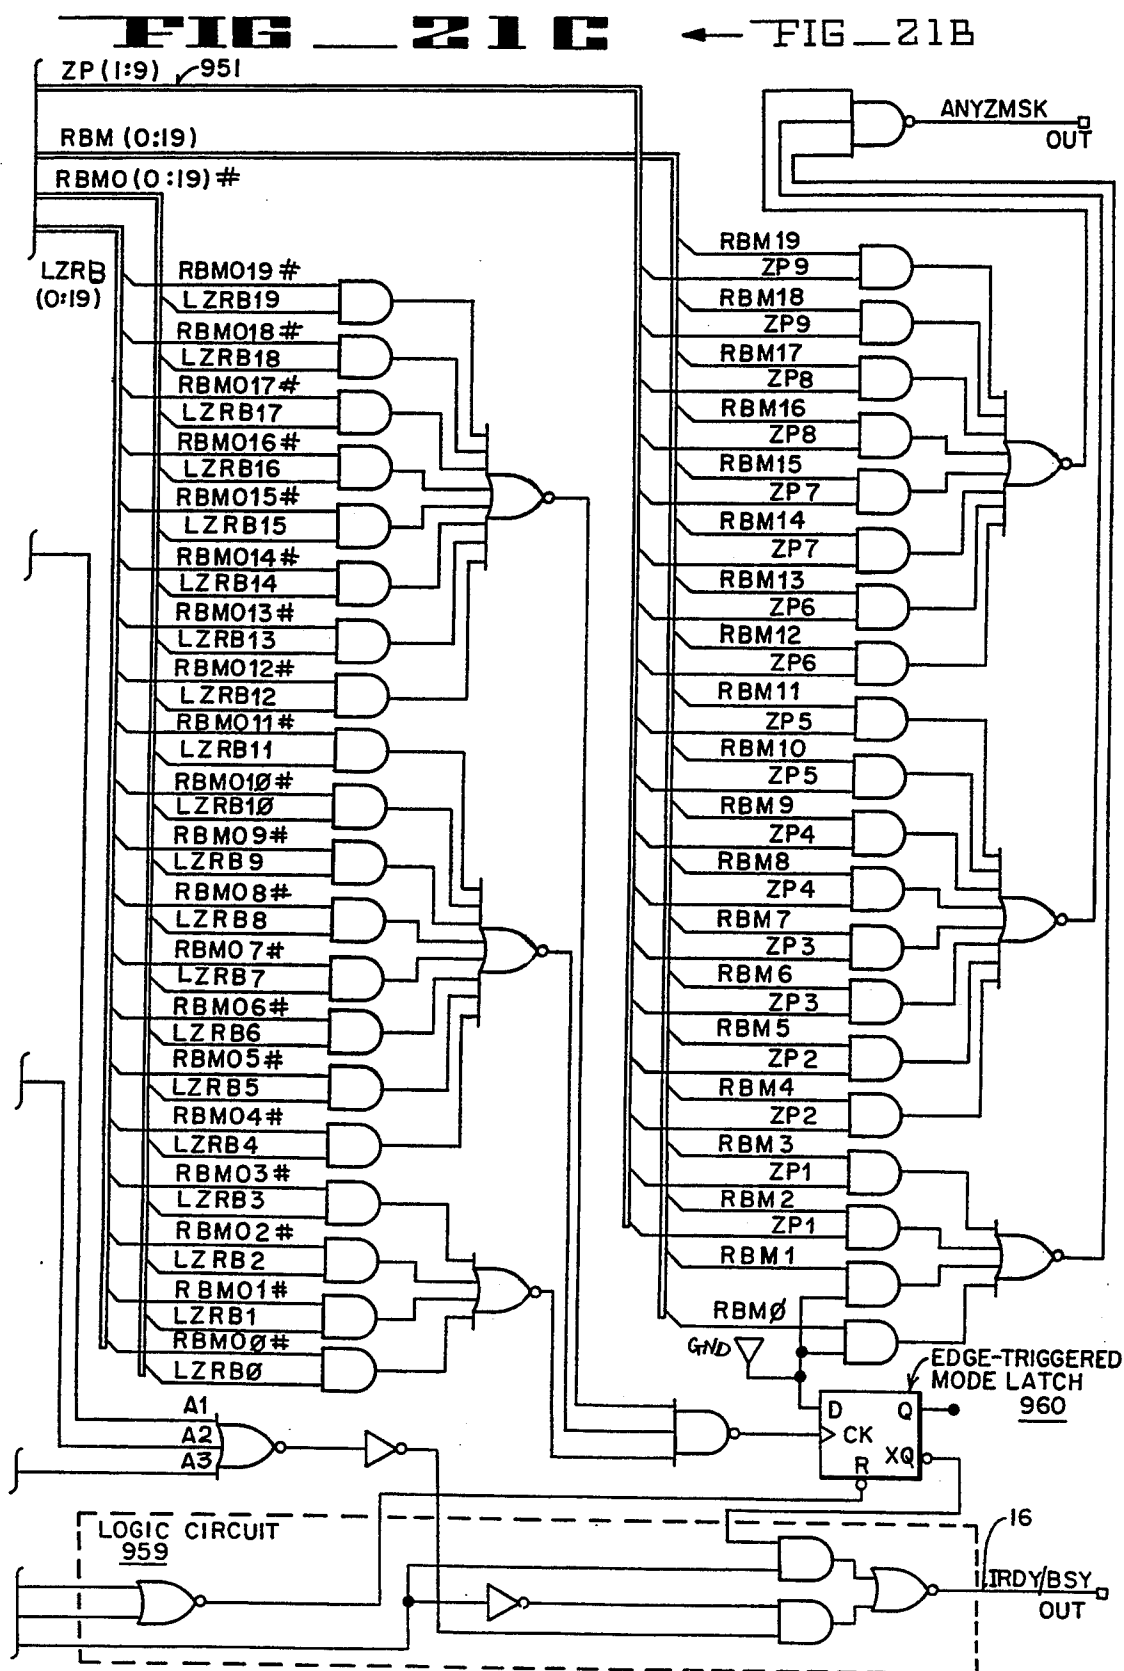 FIG_21C ← FIG_21B
ZP(1:9) 951
RBM(0:19)
RBMO(0:19)#
LZRB
(0:19)
ANYZMSK
OUT
RBMO19#
LZRB19
RBMO18#
LZRB18
RBMO17#
LZRB17
RBMO16#
LZRB16
RBMO15#
LZRB15
RBMO14#
LZRB14
RBMO13#
LZRB13
RBMO12#
LZRB12
RBMO11#
LZRB11
RBMO1Ø#
LZRB1Ø
RBMO9#
LZRB9
RBMO8#
LZRB8
RBMO7#
LZRB7
RBMO6#
LZRB6
RBMO5#
LZRB5
RBMO4#
LZRB4
RBMO3#
LZRB3
RBMO2#
LZRB2
RBMO1#
LZRB1
RBMOØ#
LZRBØ
RBM19
ZP9
RBM18
ZP9
RBM17
ZP8
RBM16
ZP8
RBM15
ZP7
RBM14
ZP7
RBM13
ZP6
RBM12
ZP6
RBM11
ZP5
RBM10
ZP5
RBM9
ZP4
RBM8
ZP4
RBM7
ZP3
RBM6
ZP3
RBM5
ZP2
RBM4
ZP2
RBM3
ZP1
RBM2
ZP1
RBM1
RBMØ
GND
EDGE-TRIGGERED
MODE LATCH
960
D Q
CK
XQ
R
A1
A2
A3
LOGIC CIRCUIT
959
16
IRDY/BSY
OUT